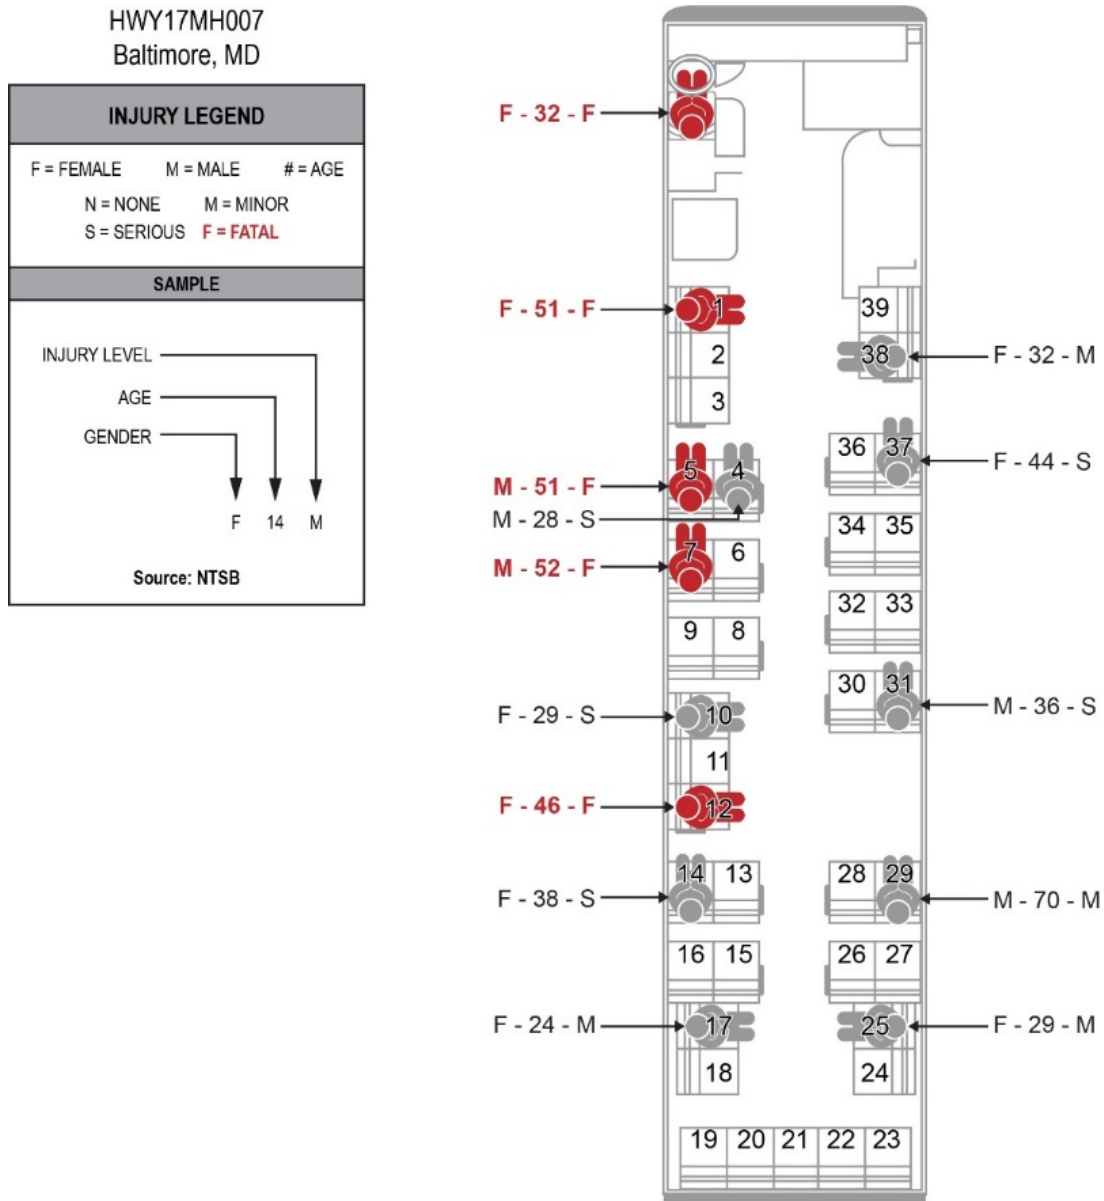 HWY17MH007
Baltimore, MD
INJURY LEGEND
F = FEMALE M = MALE # = AGE
N = NONE M = MINOR
S = SERIOUS F = FATAL
SAMPLE
INJURY LEVEL
AGE
GENDER
F 14 M
Source: NTSB
F - 32 - F
F - 51 - F
1
39
2
38
F - 32 - M
3
36
37
F - 44 - S
M - 51 - F
5
4
M - 28 - S
34
35
M - 52 - F
7
6
32
33
9
8
30
31
M - 36 - S
F - 29 - S
10
11
F - 46 - F
12
F - 38 - S
14
13
28
29
M - 70 - M
16
15
26
27
F - 24 - M
17
25
F - 29 - M
18
24
19 20 21 22 23